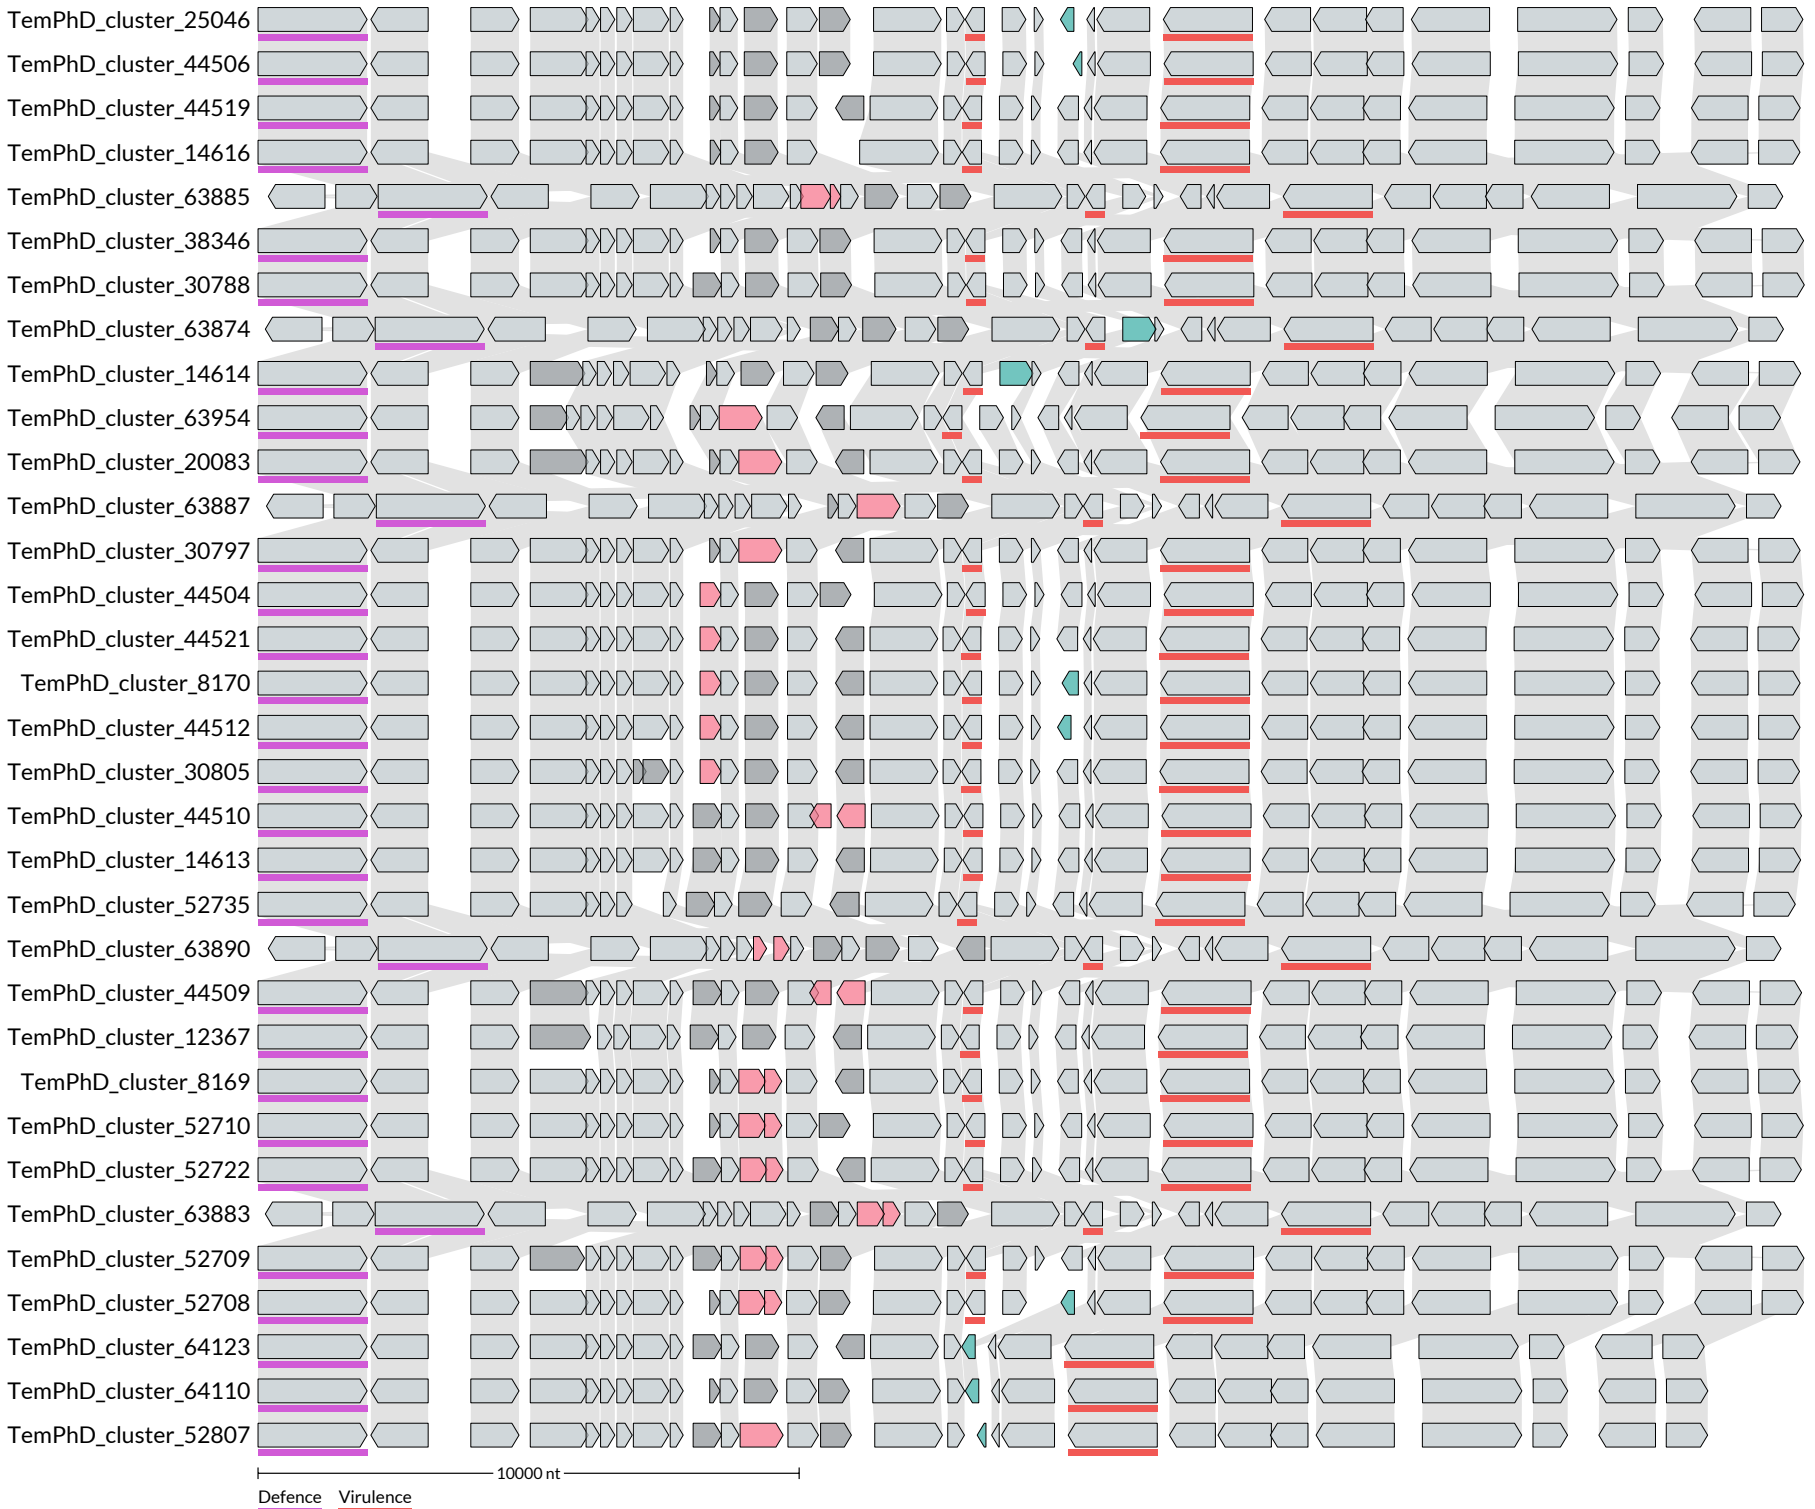 TemPhD_cluster_25046
TemPhD_cluster_44506
TemPhD_cluster_44519
TemPhD_cluster_14616
TemPhD_cluster_63885
TemPhD_cluster_38346
TemPhD_cluster_30788
TemPhD_cluster_63874
TemPhD_cluster_14614
TemPhD_cluster_63954
TemPhD_cluster_20083
TemPhD_cluster_63887
TemPhD_cluster_30797
TemPhD_cluster_44504
TemPhD_cluster_44521
TemPhD_cluster_8170
TemPhD_cluster_44512
TemPhD_cluster_30805
TemPhD_cluster_44510
TemPhD_cluster_14613
TemPhD_cluster_52735
TemPhD_cluster_63890
TemPhD_cluster_44509
TemPhD_cluster_12367
TemPhD_cluster_8169
TemPhD_cluster_52710
TemPhD_cluster_52722
TemPhD_cluster_63883
TemPhD_cluster_52709
TemPhD_cluster_52708
TemPhD_cluster_64123
TemPhD_cluster_64110
TemPhD_cluster_52807
10000 nt
Defence Virulence